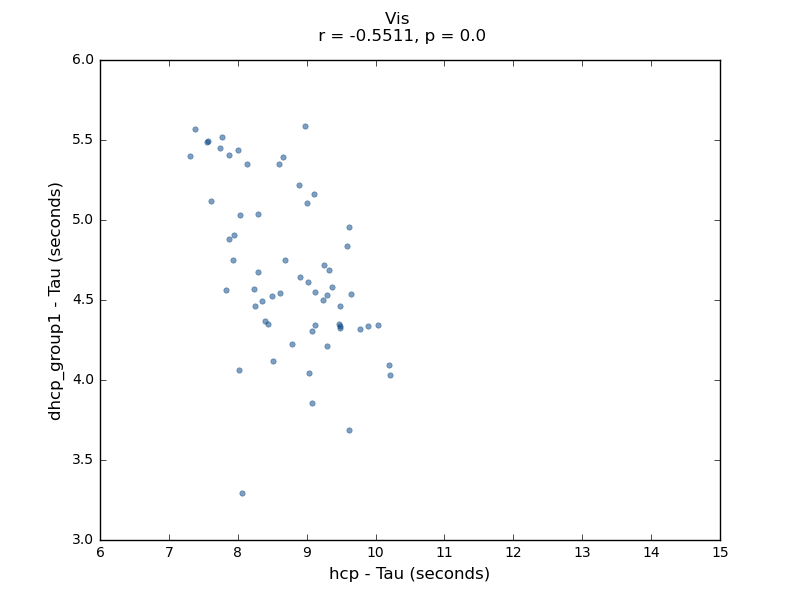 Vis
r = -0.5511, p = 0.0
6.0
5.5
5.0
4.5
4.0
3.5
3.0
dhcp_group1 - Tau (seconds)
6 7 8 9 10 11 12 13 14 15
hcp - Tau (seconds)